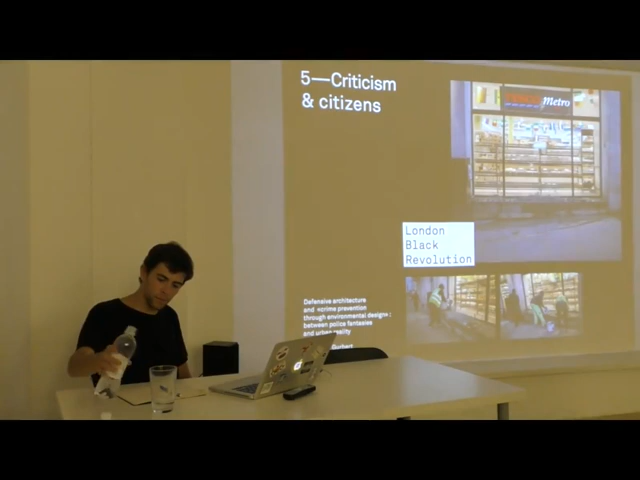 5—Criticism
& citizens
metro
London
Black
Revolution
Defensive architecture
and «crime prevention
through environmental design» :
between police fantasies
and urban reality